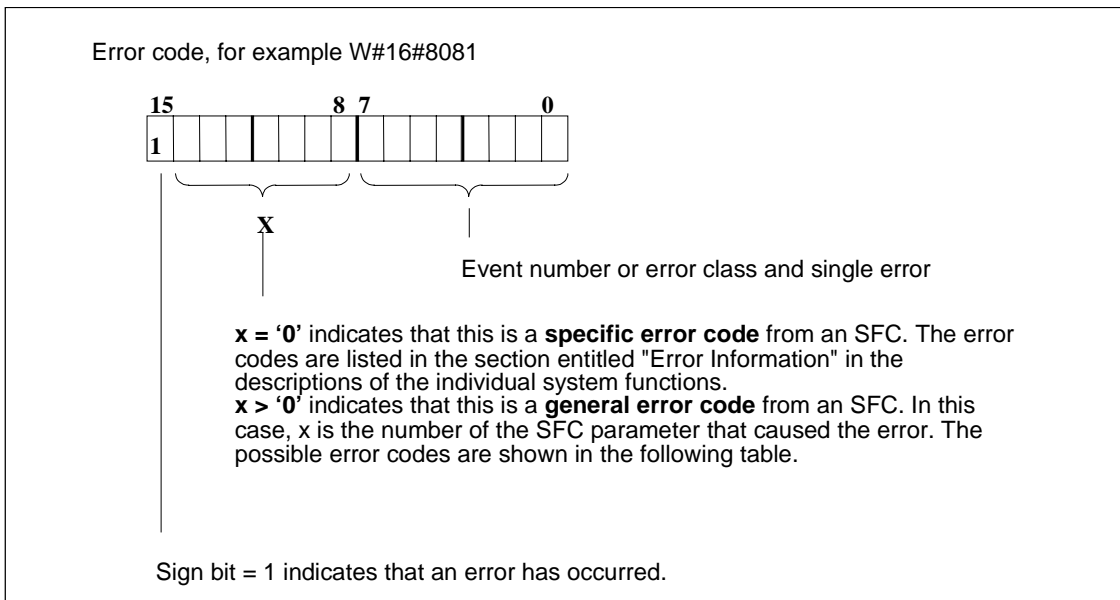 Error code, for example W#16#8081
15 8 7 0
1
X
Event number or error class and single error
x = ‘0’ indicates that this is a specific error code from an SFC. The error
codes are listed in the section entitled "Error Information" in the
descriptions of the individual system functions.
x > ‘0’ indicates that this is a general error code from an SFC. In this
case, x is the number of the SFC parameter that caused the error. The
possible error codes are shown in the following table.
Sign bit = 1 indicates that an error has occurred.